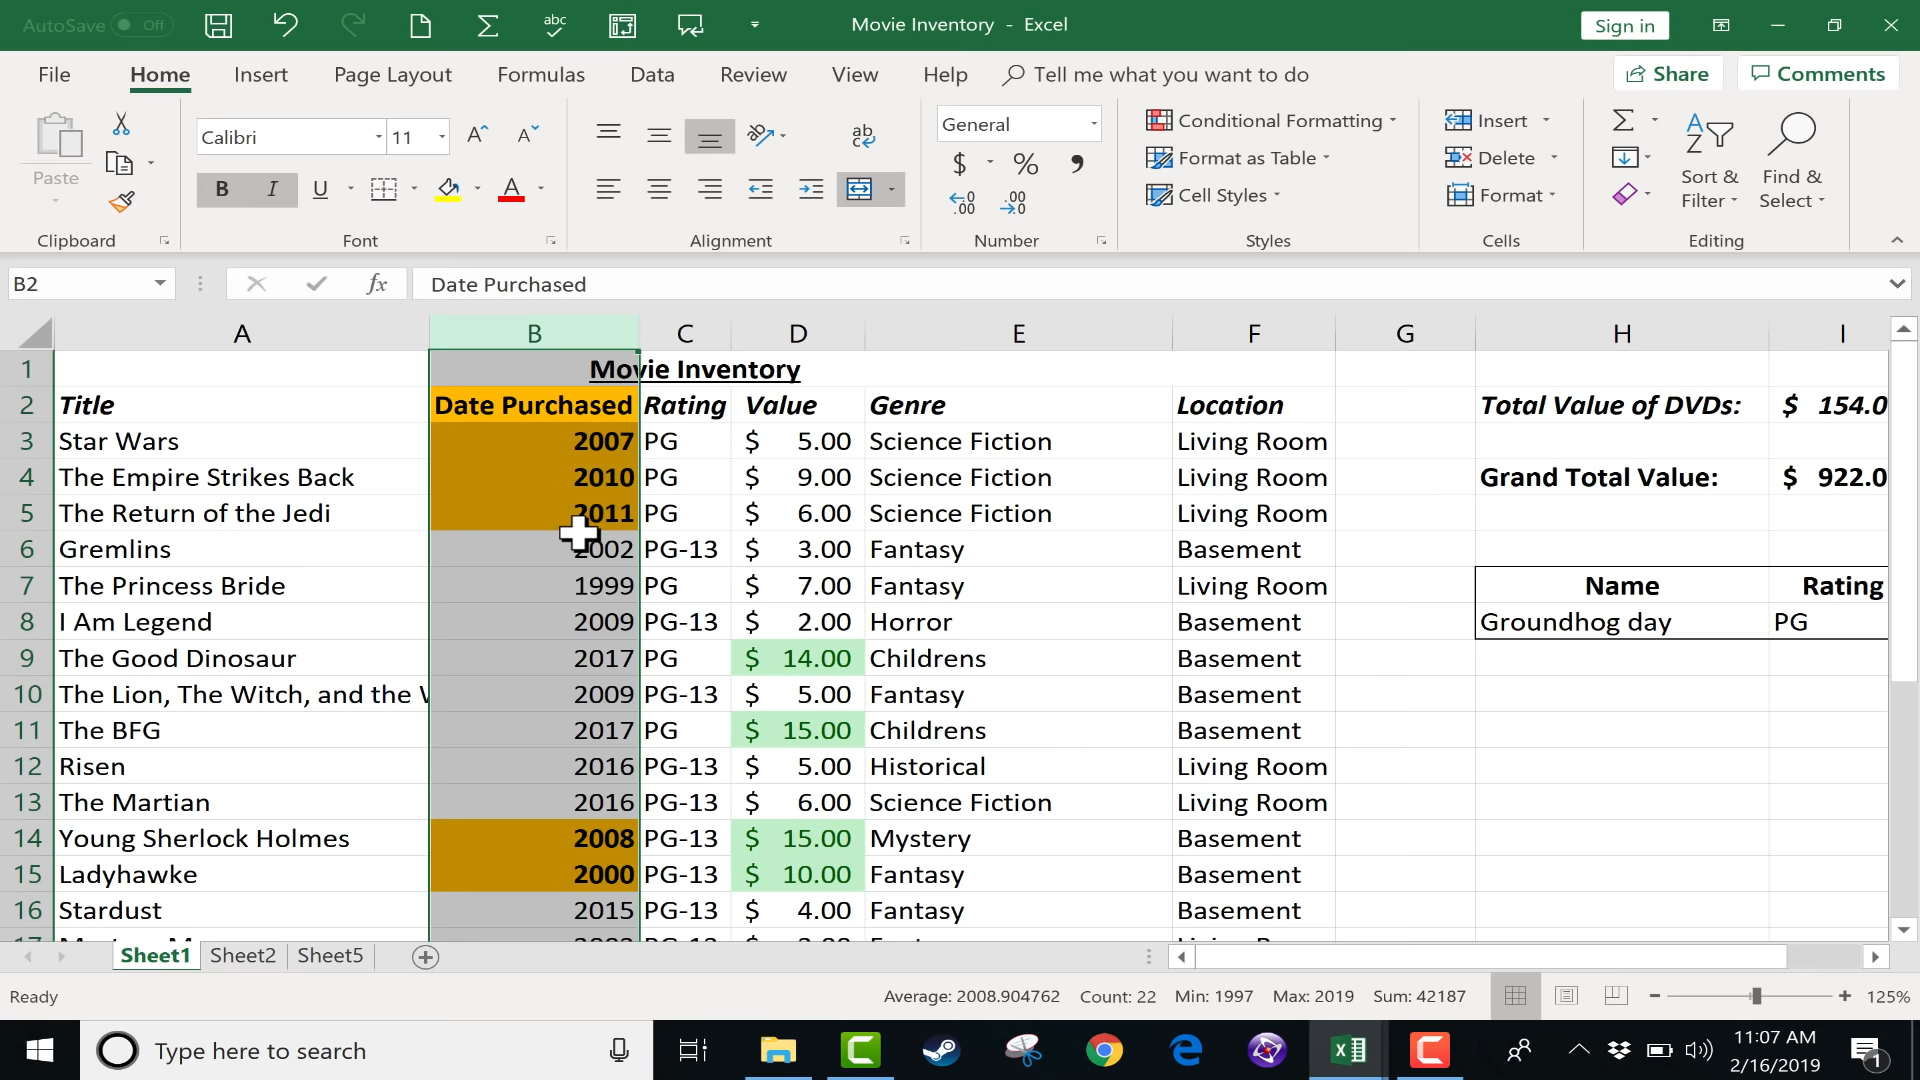 AutoSave Off abc Movie Inventory - Excel Sign in
File Home Insert Page Layout Formulas Data Review View Help Tell me what you want to do Share Comments
Paste
Clipboard
Calibri 11 A A
B I U A
Font
ab c
Alignment
General
$ % ,
.00 .00
Number
Conditional Formatting
Format as Table
Cell Styles
Styles
Insert
Delete
Format
Cells
Sort & Filter
Find & Select
Editing
B2 fx Date Purchased
A B C D E F G H I
1 Movie Inventory
2 Title Date Purchased Rating Value Genre Location Total Value of DVDs: $ 154.0
3 Star Wars 2007 PG $ 5.00 Science Fiction Living Room
4 The Empire Strikes Back 2010 PG $ 9.00 Science Fiction Living Room Grand Total Value: $ 922.0
5 The Return of the Jedi 2011 PG $ 6.00 Science Fiction Living Room
6 Gremlins 2002 PG-13 $ 3.00 Fantasy Basement
7 The Princess Bride 1999 PG $ 7.00 Fantasy Living Room Name Rating
8 I Am Legend 2009 PG-13 $ 2.00 Horror Basement Groundhog day PG
9 The Good Dinosaur 2017 PG $ 14.00 Childrens Basement
10 The Lion, The Witch, and the 2009 PG-13 $ 5.00 Fantasy Basement
11 The BFG 2017 PG $ 15.00 Childrens Basement
12 Risen 2016 PG-13 $ 5.00 Historical Living Room
13 The Martian 2016 PG-13 $ 6.00 Science Fiction Living Room
14 Young Sherlock Holmes 2008 PG-13 $ 15.00 Mystery Basement
15 Ladyhawke 2000 PG-13 $ 10.00 Fantasy Basement
16 Stardust 2015 PG-13 $ 4.00 Fantasy Basement
Sheet1 Sheet2 Sheet5
Ready Average: 2008.904762 Count: 22 Min: 1997 Max: 2019 Sum: 42187 125%
Type here to search 11:07 AM
2/16/2019 1